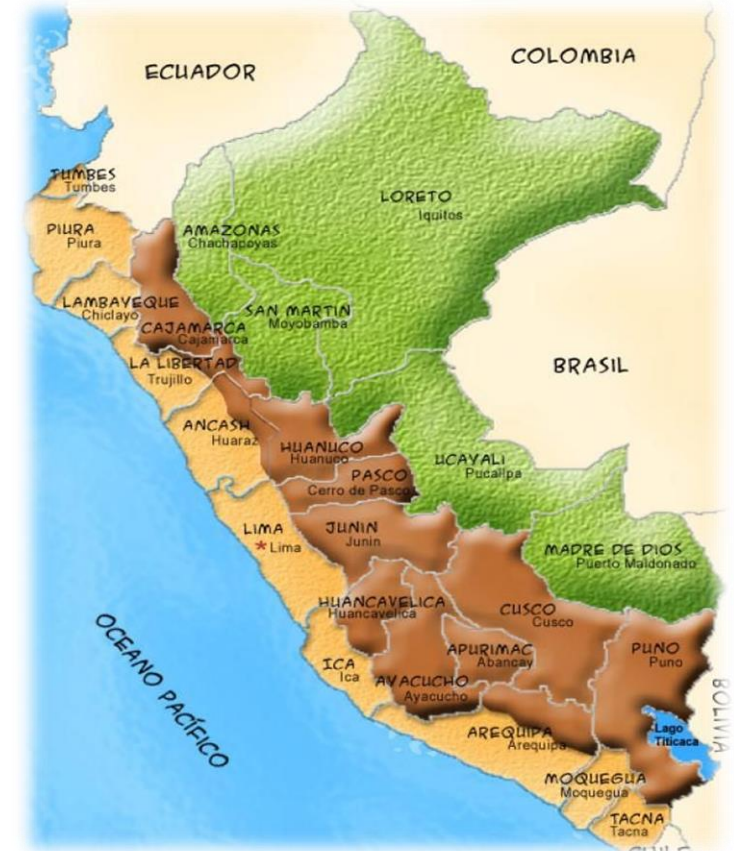 ECUADOR
COLOMBIA
TUMBES
Tumbes
PIURA
Piura
AMAZONAS
Chachapoyas
LORETO
Iquitos
LAMBAYEQUE
Chiclayo
SAN MARTIN
Moyobamba
CAJAMARCA
Cajamarca
LA LIBERTAD
Trujillo
BRASIL
ANCASH
Huaraz
HUANUCO
Huanuco
UCAYALI
Pucallpa
PASCO
Cerro de Pasco
LIMA
* Lima
JUNIN
Junin
MADRE DE DIOS
Puerto Maldonado
HUANCAVELICA
Huancavelica
CUSCO
Cusco
OCEANO PACÍFICO
ICA
Ica
APURIMAC
Abancay
PUNO
Puno
AYACUCHO
Ayacucho
BOLIVIA
AREQUIPA
Arequipa
Lago
Titicaca
MOQUEGUA
Moquegua
TACNA
Tacna
CHILE